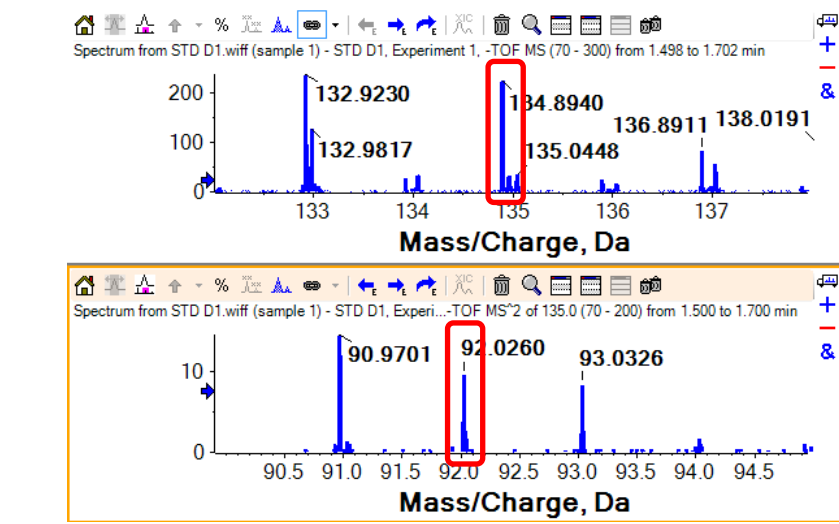 % XIC
Spectrum from STD D1.wiff (sample 1) - STD D1, Experiment 1, -TOF MS (70 - 300) from 1.498 to 1.702 min
200
132.9230
134.8940
136.8911
138.0191
100
132.9817
135.0448
0
133 134 135 136 137
Mass/Charge, Da
% XIC
Spectrum from STD D1.wiff (sample 1) - STD D1, Experi...-TOF MS^2 of 135.0 (70 - 200) from 1.500 to 1.700 min
90.9701
92.0260
93.0326
10
0
90.5 91.0 91.5 92.0 92.5 93.0 93.5 94.0 94.5
Mass/Charge, Da